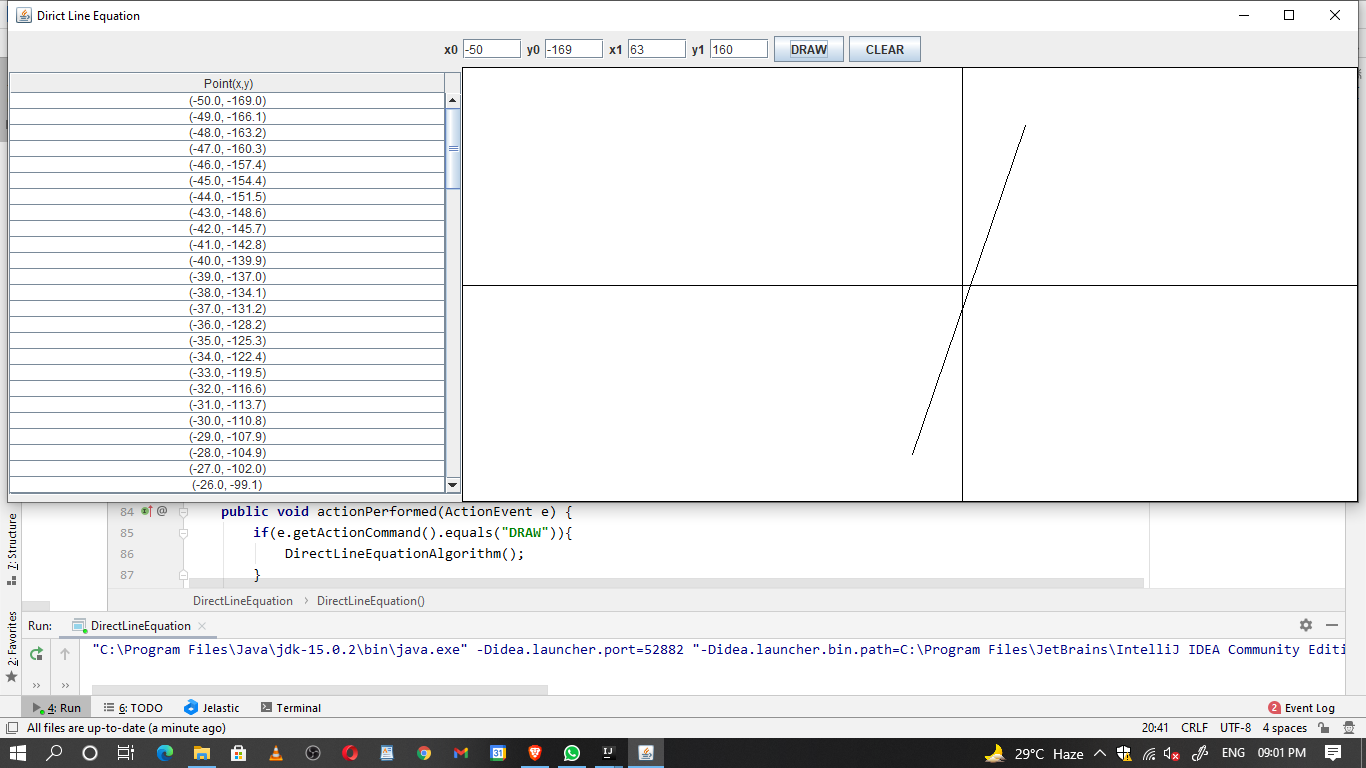 Dirict Line Equation
x0 -50 y0 -169 x1 63 y1 160 DRAW CLEAR
Point(x,y)
(-50.0, -169.0)
(-49.0, -166.1)
(-48.0, -163.2)
(-47.0, -160.3)
(-46.0, -157.4)
(-45.0, -154.4)
(-44.0, -151.5)
(-43.0, -148.6)
(-42.0, -145.7)
(-41.0, -142.8)
(-40.0, -139.9)
(-39.0, -137.0)
(-38.0, -134.1)
(-37.0, -131.2)
(-36.0, -128.2)
(-35.0, -125.3)
(-34.0, -122.4)
(-33.0, -119.5)
(-32.0, -116.6)
(-31.0, -113.7)
(-30.0, -110.8)
(-29.0, -107.9)
(-28.0, -104.9)
(-27.0, -102.0)
(-26.0, -99.1)
84 @ public void actionPerformed(ActionEvent e) {
85 if(e.getActionCommand().equals("DRAW")){
86 DirectLineEquationAlgorithm();
87 }
DirectLineEquation › DirectLineEquation()
7: Structure
2: Favorites
Run: DirectLineEquation
"C:\Program Files\Java\jdk-15.0.2\bin\java.exe" -Didea.launcher.port=52882 "-Didea.launcher.bin.path=C:\Program Files\JetBrains\IntelliJ IDEA Community Editi
4: Run 6: TODO Jelastic Terminal 2 Event Log
All files are up-to-date (a minute ago) 20:41 CRLF UTF-8 4 spaces
31 IJ 29°C Haze ENG 09:01 PM